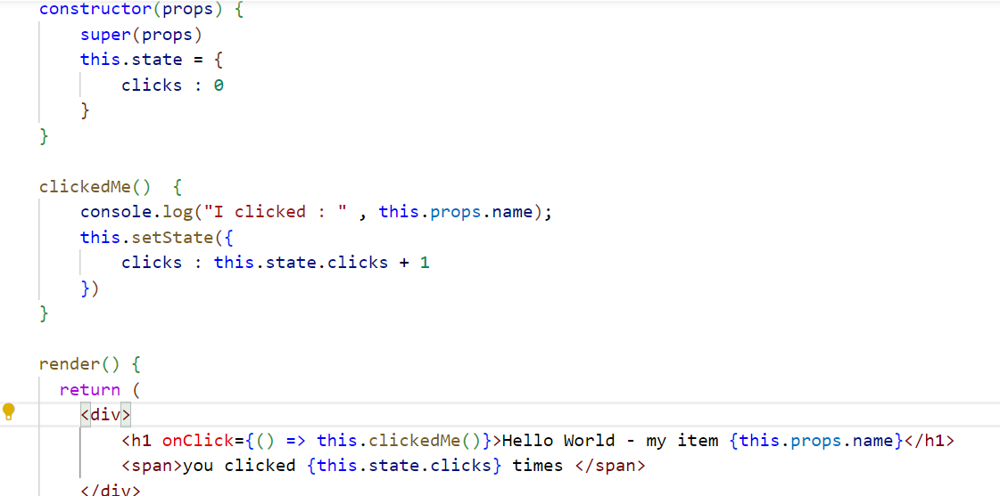 constructor(props) {
super(props)
this.state = {
clicks : 0
}
}
clickedMe()  {
console.log("I clicked : " , this.props.name);
this.setState({
clicks : this.state.clicks + 1
})
}
render() {
return (
<div>
<h1 onClick={() => this.clickedMe()}>Hello World - my item {this.props.name}</h1>
<span>you clicked {this.state.clicks} times </span>
</div>